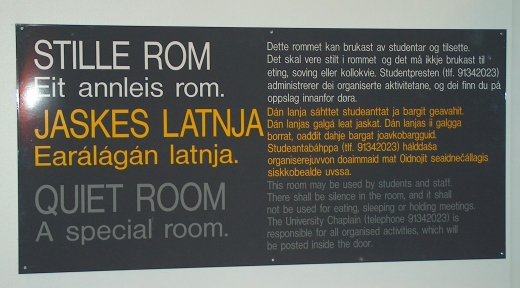 STILLE ROM
Eit annleis rom.
Dette rommet kan brukast av studentar og tilsette.
Det skal vere stilt i rommet og det må ikkje brukast til
eting, soving eller kollokvie. Studentpresten (tlf. 91342023)
administrerer dei organiserte aktivitetane, og dei finn du på
oppslag innanfor døra.
JASKES LATNJA
Earálágán latnja.
Dán lanja sáhttet studeanttat ja bargit geavahit.
Dán lanjas galgá leat jaskat. Dán lanjas ii galgga
borrat, oaddit dahje bargat joavkobargguid.
Studeantabáhppa (tlf. 91342023) hálddaša
organiserejuvvon doaimmaid mat Oidnojit seaidnečállagis
siskkobealde uvssa.
QUIET ROOM
A special room.
This room may be used by students and staff.
There shall be silence in the room, and it shall
not be used for eating, sleeping or holding meetings.
The University Chaplain (telephone 91342023) is
responsible for all organised activities, which will
be posted inside the door.